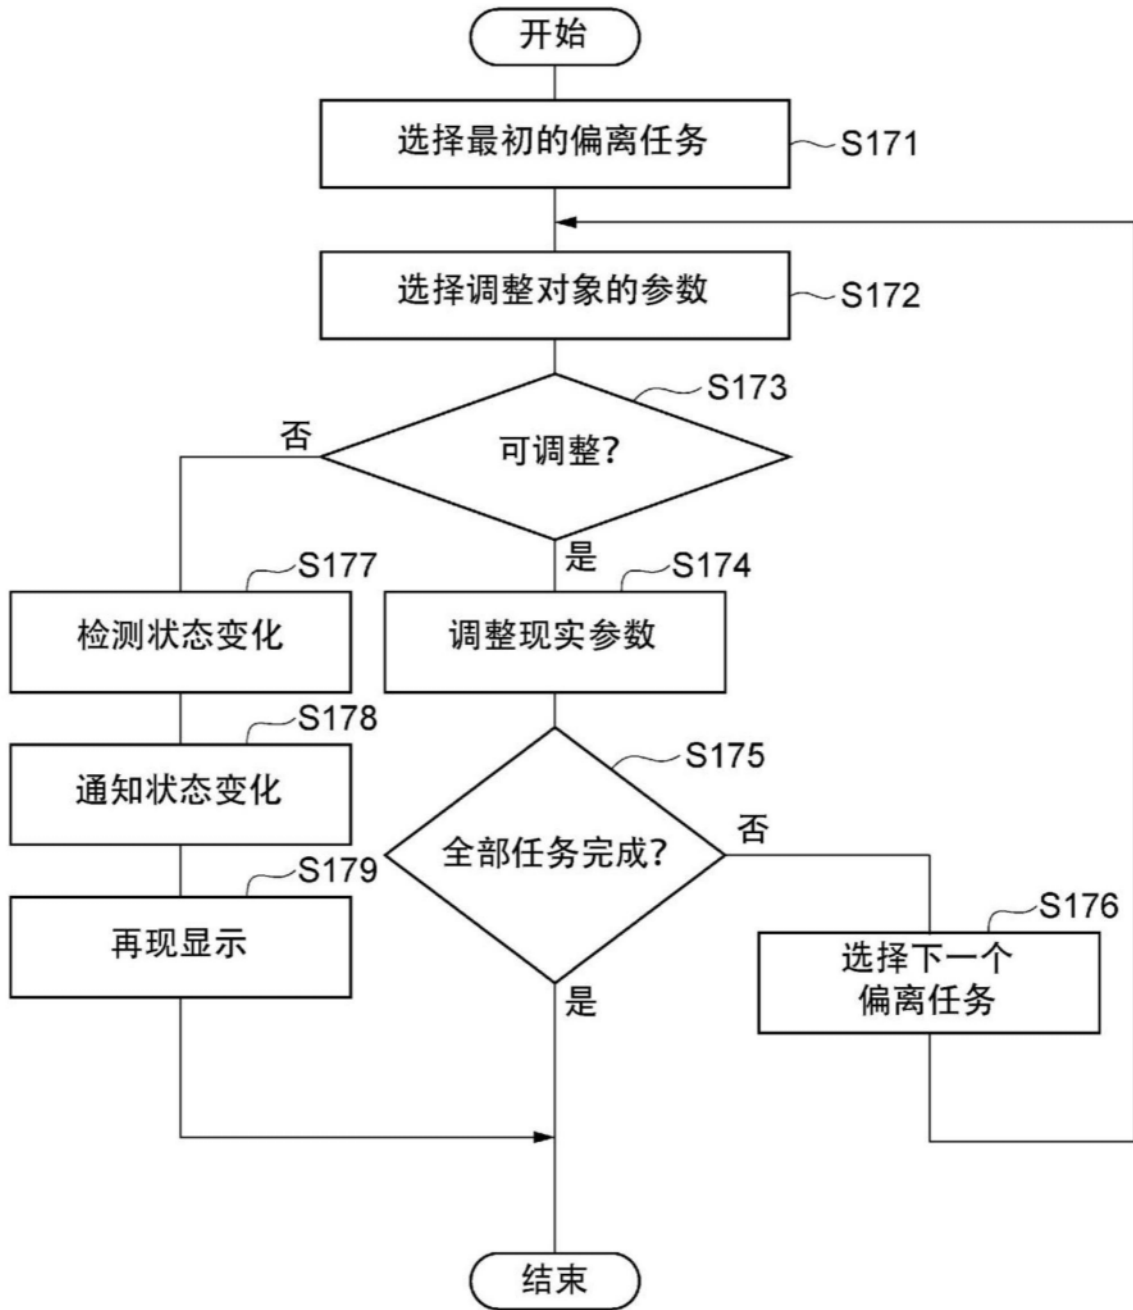 开始
选择最初的偏离任务
S171
选择调整对象的参数
S172
S173
否
可调整?
是
S177
S174
检测状态变化
调整现实参数
S178
S175
通知状态变化
全部任务完成?
否
S179
S176
再现显示
选择下一个
偏离任务
是
结束